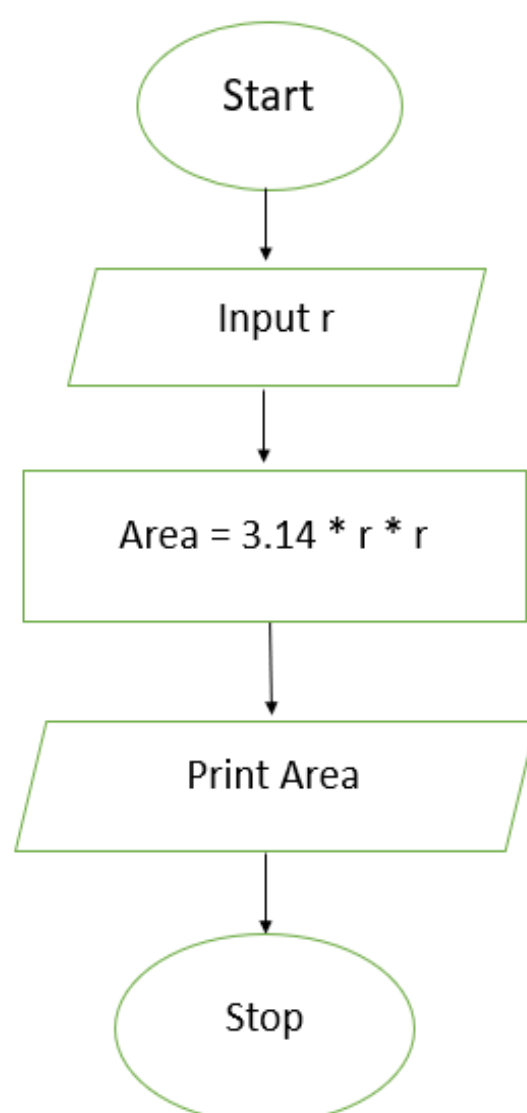 Start
Input r
Area = 3.14 * r * r
Print Area
Stop